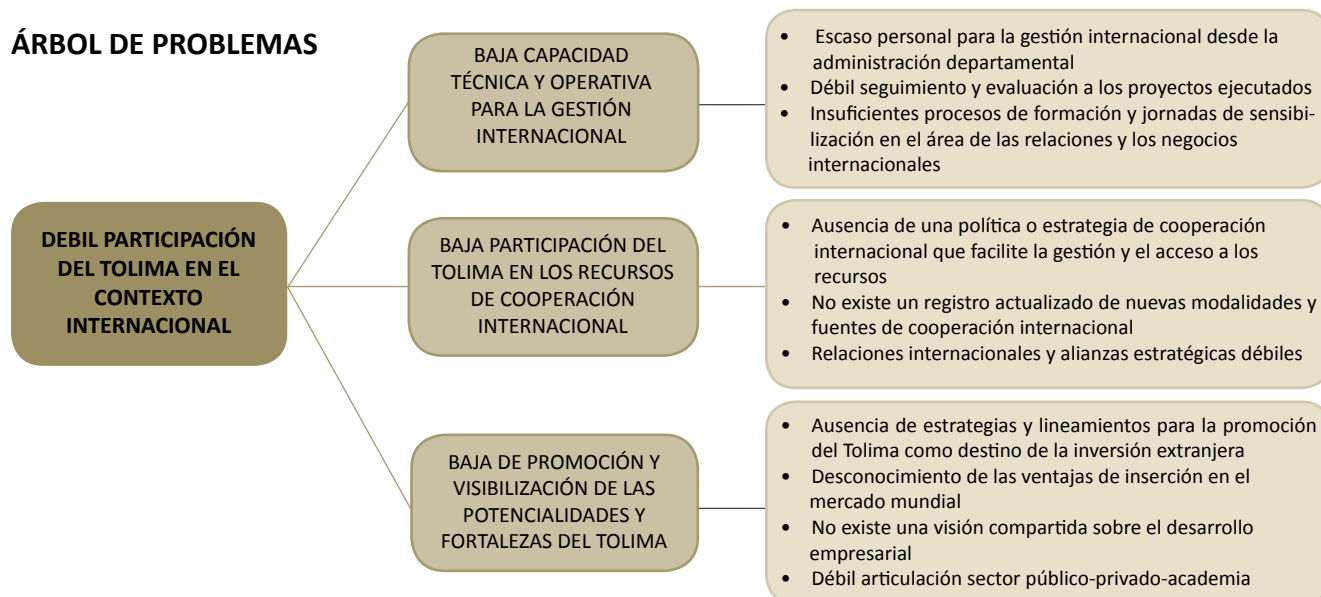 ÁRBOL DE PROBLEMAS
DEBIL PARTICIPACIÓN
DEL TOLIMA EN EL
CONTEXTO
INTERNACIONAL
BAJA CAPACIDAD
TÉCNICA Y OPERATIVA
PARA LA GESTIÓN
INTERNACIONAL
• Escaso personal para la gestión internacional desde la
administración departamental
• Débil seguimiento y evaluación a los proyectos ejecutados
• Insuficientes procesos de formación y jornadas de sensibi-
lización en el área de las relaciones y los negocios
internacionales
BAJA PARTICIPACIÓN DEL
TOLIMA EN LOS RECURSOS
DE COOPERACIÓN
INTERNACIONAL
• Ausencia de una política o estrategia de cooperación
internacional que facilite la gestión y el acceso a los
recursos
• No existe un registro actualizado de nuevas modalidades y
fuentes de cooperación internacional
• Relaciones internacionales y alianzas estratégicas débiles
BAJA DE PROMOCIÓN Y
VISIBILIZACIÓN DE LAS
POTENCIALIDADES Y
FORTALEZAS DEL TOLIMA
• Ausencia de estrategias y lineamientos para la promoción
del Tolima como destino de la inversión extranjera
• Desconocimiento de las ventajas de inserción en el
mercado mundial
• No existe una visión compartida sobre el desarrollo
empresarial
• Débil articulación sector público-privado-academia